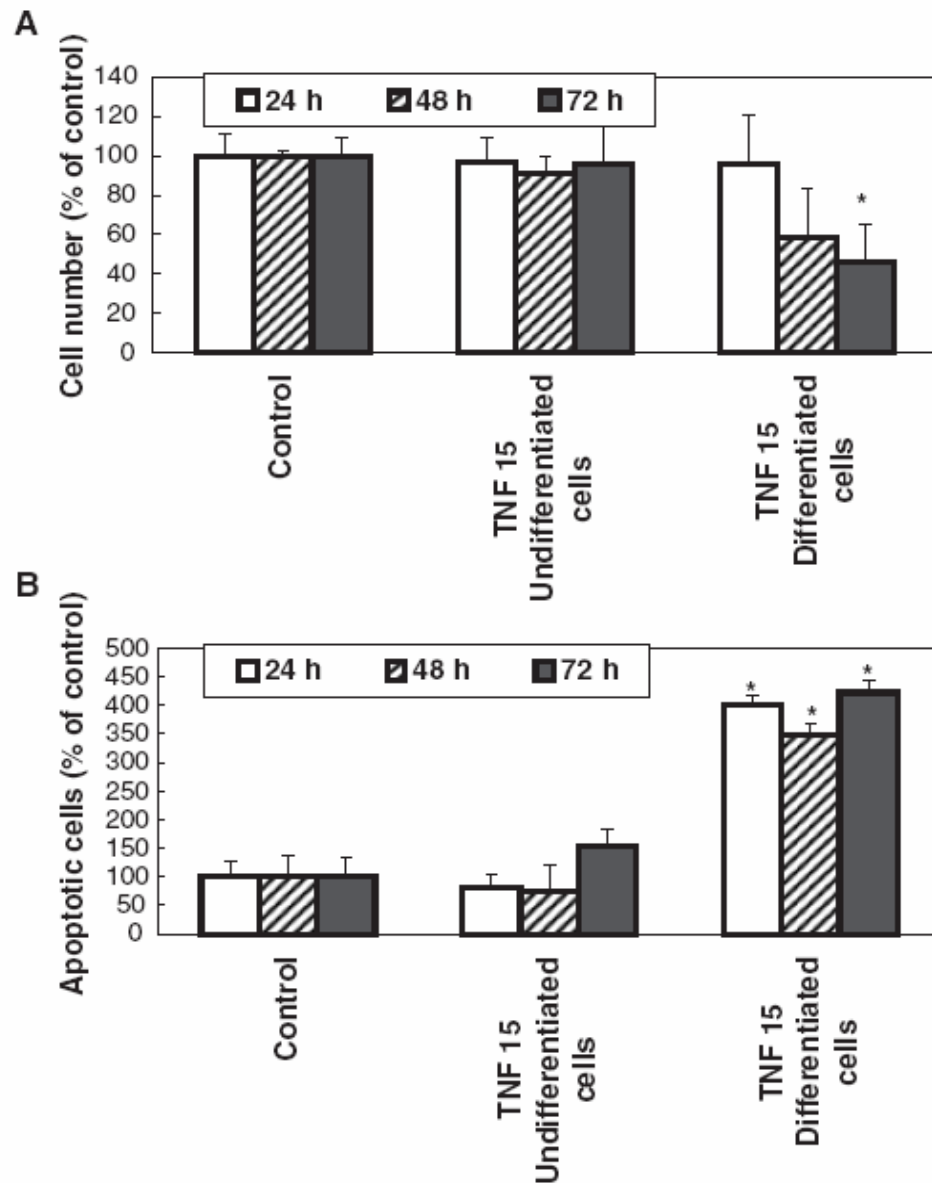 A
Cell number (% of control)
140
120
100
80
60
40
20
0
24 h 48 h 72 h
*
Control
TNF 15
Undifferentiated
cells
TNF 15
Differentiated
cells
B
Apoptotic cells (% of control)
500
450
400
350
300
250
200
150
100
50
0
24 h 48 h 72 h
* * *
Control
TNF 15
Undifferentiated
cells
TNF 15
Differentiated
cells